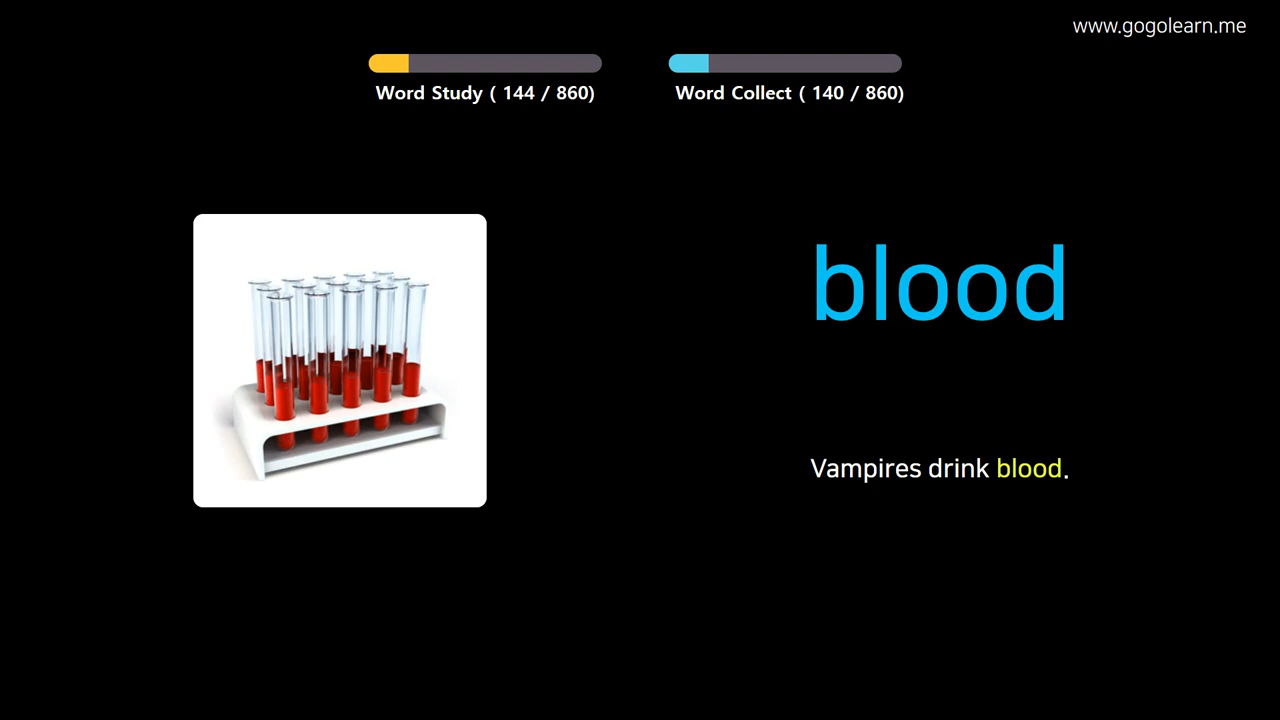 www.gogolearn.me
Word Study ( 144 / 860)
Word Collect ( 140 / 860)
blood
Vampires drink blood.